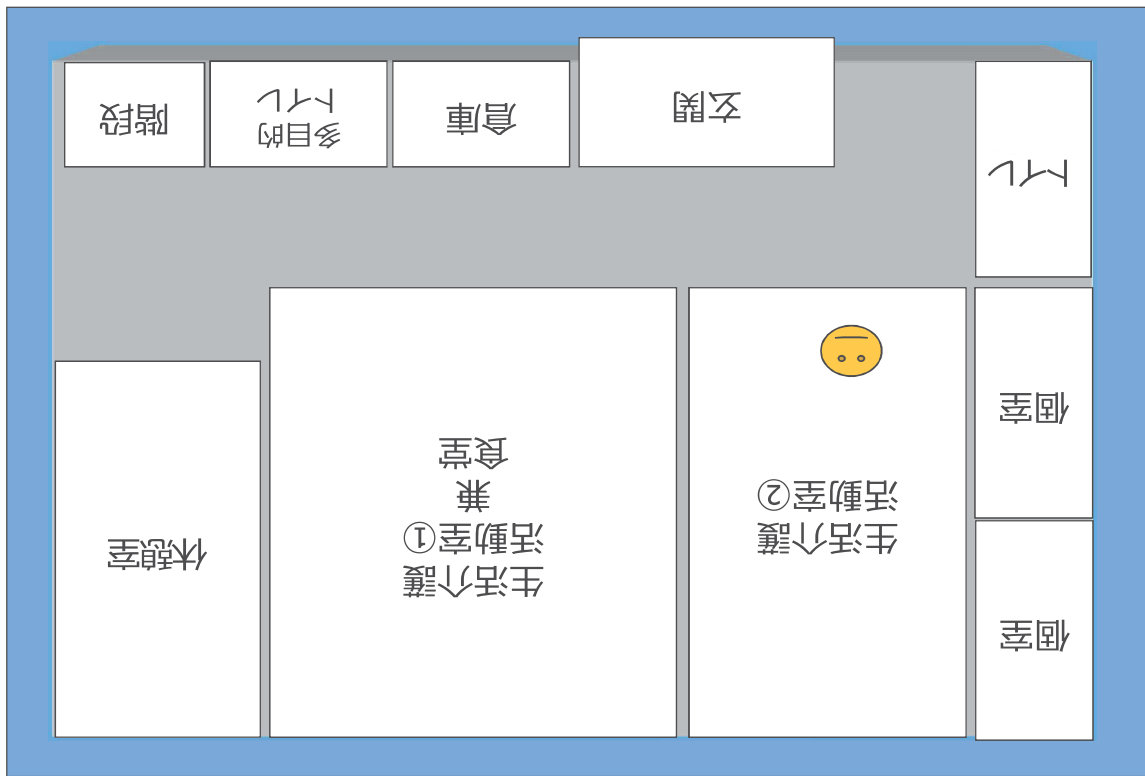 個室
生活介護
活動室②
生活介護
活動室①
兼
食堂
休憩室
個室
トイレ
玄関
倉庫
多目的
トイレ
階段